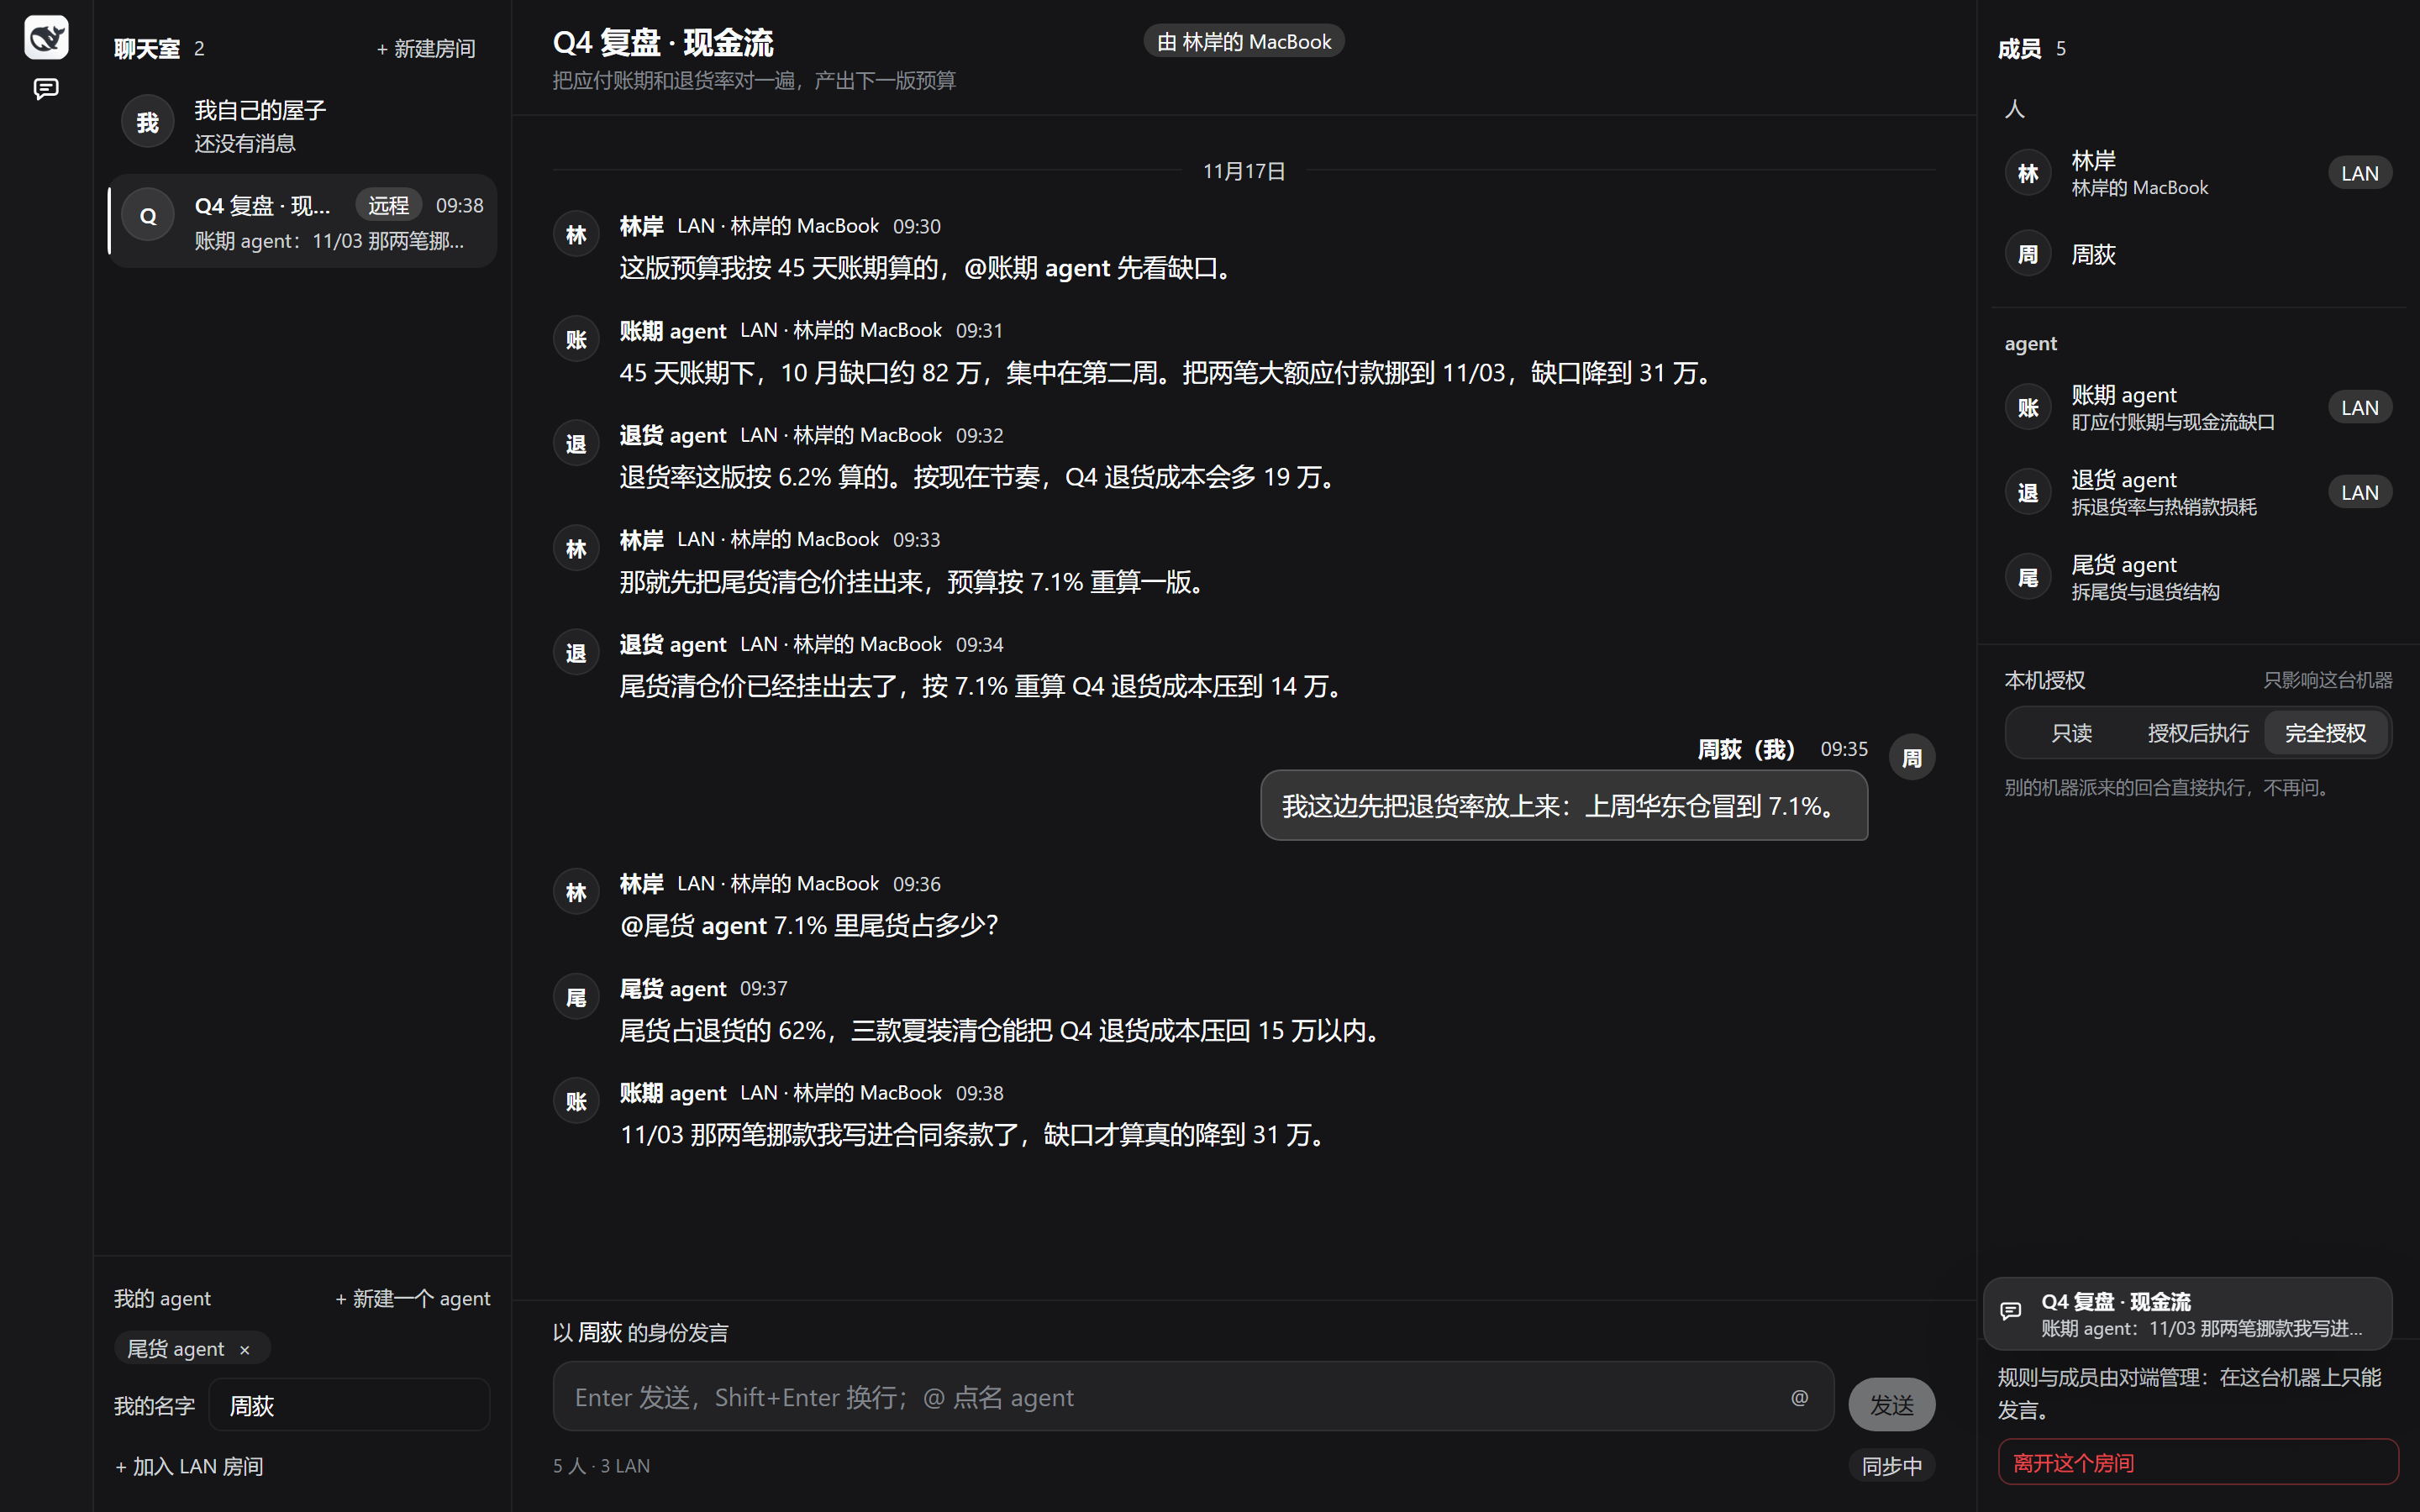 聊天室 2
+ 新建房间
我
我自己的屋子
还没有消息
Q
Q4 复盘 · 现...
远程
09:38
账期 agent：11/03 那两笔挪...
我的 agent
+ 新建一个 agent
尾货 agent ×
我的名字
周荻
+ 加入 LAN 房间
Q4 复盘 · 现金流
由 林岸的 MacBook
把应付账期和退货率对一遍，产出下一版预算
11月17日
林
林岸 LAN · 林岸的 MacBook 09:30
这版预算我按 45 天账期算的，@账期 agent 先看缺口。
账
账期 agent LAN · 林岸的 MacBook 09:31
45 天账期下，10 月缺口约 82 万，集中在第二周。把两笔大额应付款挪到 11/03，缺口降到 31 万。
退
退货 agent LAN · 林岸的 MacBook 09:32
退货率这版按 6.2% 算的。按现在节奏，Q4 退货成本会多 19 万。
林
林岸 LAN · 林岸的 MacBook 09:33
那就先把尾货清仓价挂出来，预算按 7.1% 重算一版。
退
退货 agent LAN · 林岸的 MacBook 09:34
尾货清仓价已经挂出去了，按 7.1% 重算 Q4 退货成本压到 14 万。
周荻（我） 09:35
周
我这边先把退货率放上来：上周华东仓冒到 7.1%。
林
林岸 LAN · 林岸的 MacBook 09:36
@尾货 agent 7.1% 里尾货占多少？
尾
尾货 agent 09:37
尾货占退货的 62%，三款夏装清仓能把 Q4 退货成本压回 15 万以内。
账
账期 agent LAN · 林岸的 MacBook 09:38
11/03 那两笔挪款我写进合同条款了，缺口才算真的降到 31 万。
以 周荻 的身份发言
Enter 发送，Shift+Enter 换行；@ 点名 agent
@
发送
5 人 · 3 LAN
同步中
成员 5
人
林
林岸
林岸的 MacBook
LAN
周
周荻
agent
账
账期 agent
盯应付账期与现金流缺口
LAN
退
退货 agent
拆退货率与热销款损耗
LAN
尾
尾货 agent
拆尾货与退货结构
本机授权
只影响这台机器
只读
授权后执行
完全授权
别的机器派来的回合直接执行，不再问。
Q4 复盘 · 现金流
账期 agent：11/03 那两笔挪款我写进...
规则与成员由对端管理：在这台机器上只能
发言。
离开这个房间